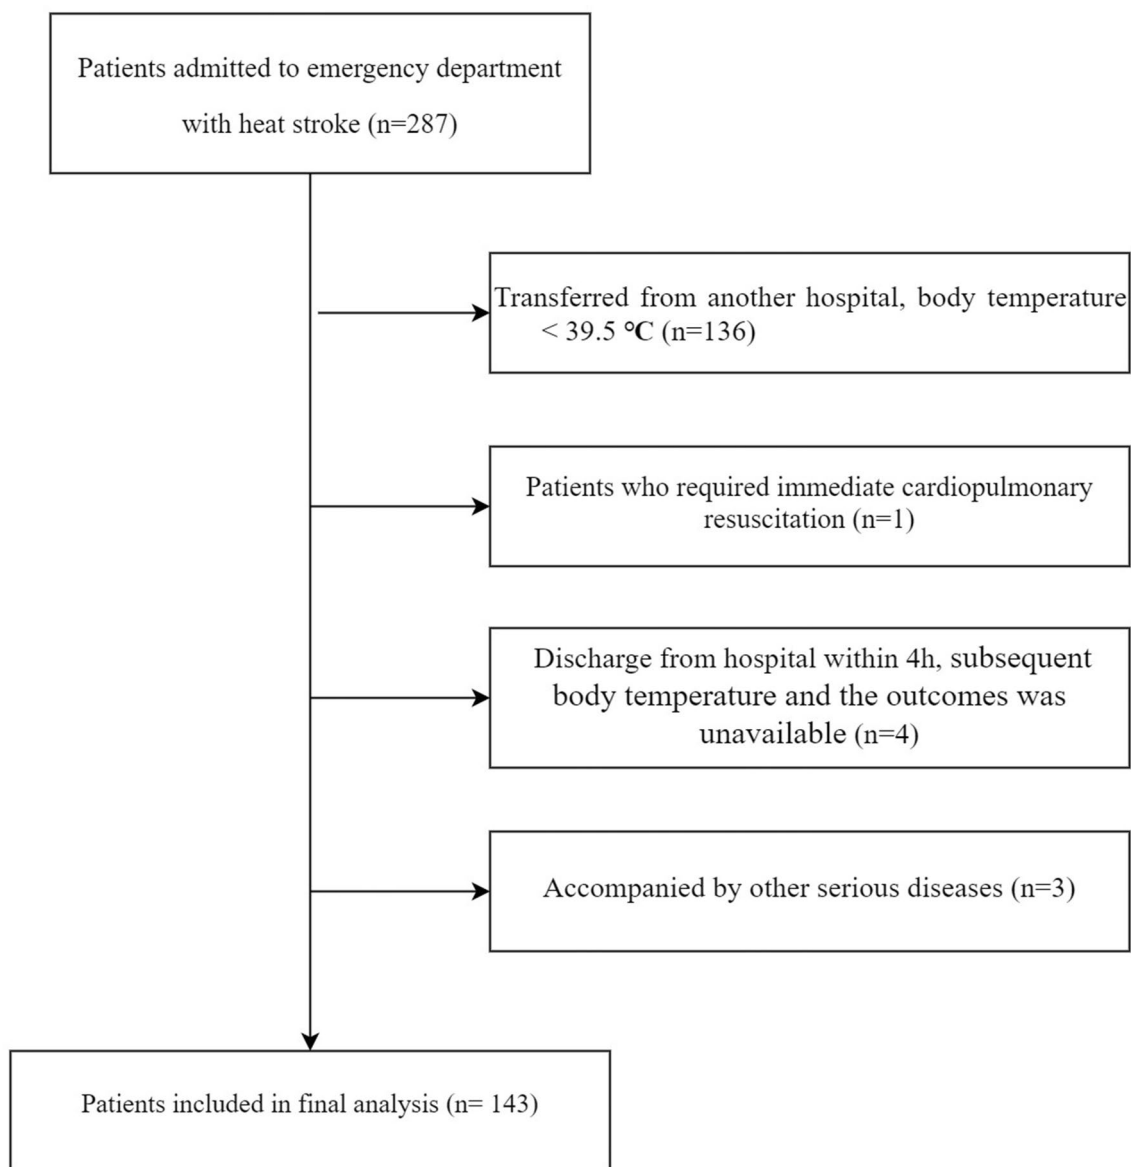 Patients admitted to emergency department
with heat stroke (n=287)
Transferred from another hospital, body temperature
< 39.5 ℃ (n=136)
Patients who required immediate cardiopulmonary
resuscitation (n=1)
Discharge from hospital within 4h, subsequent
body temperature and the outcomes was
unavailable (n=4)
Accompanied by other serious diseases (n=3)
Patients included in final analysis (n= 143)